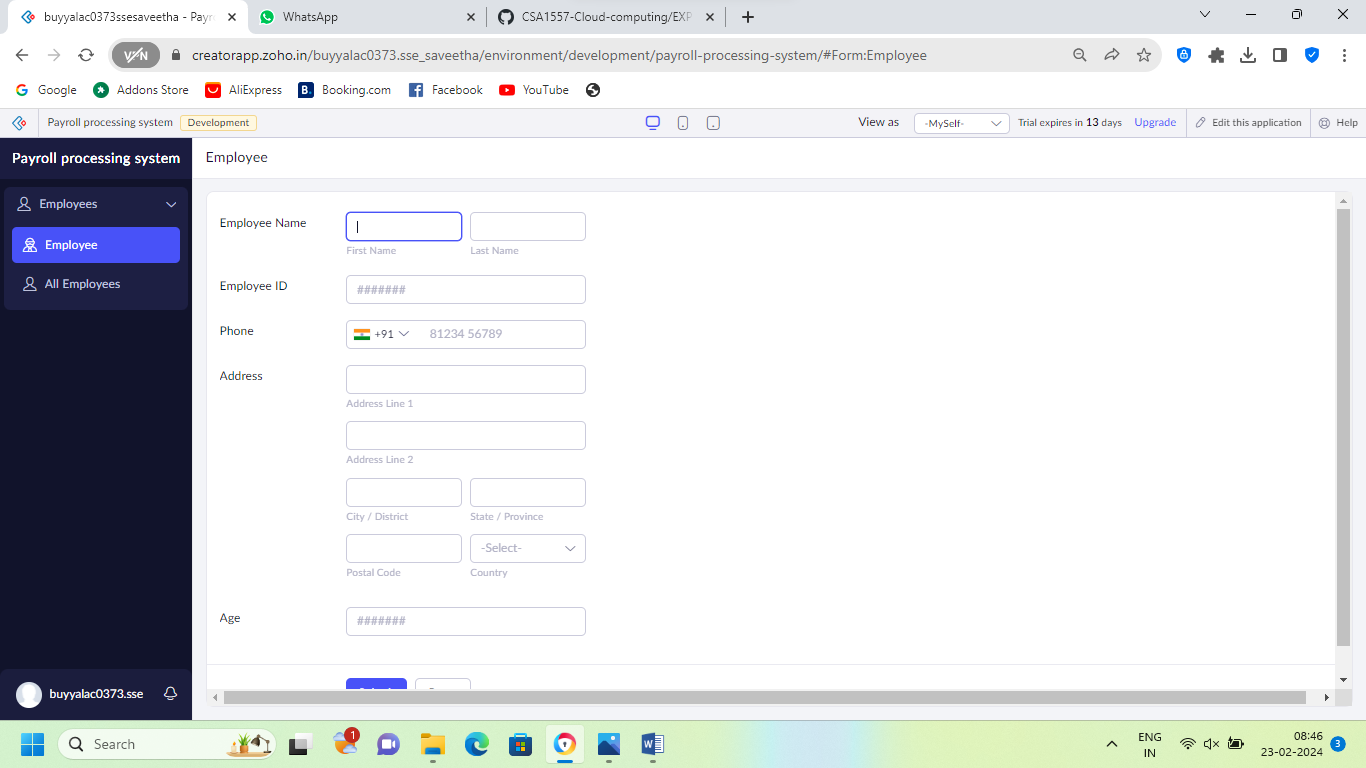 buyyalac0373ssesaveetha - Payr
WhatsApp
CSA1557-Cloud-computing/EXP
VPN
creatorapp.zoho.in/buyyalac0373.sse_saveetha/environment/development/payroll-processing-system/#Form:Employee
Google
Addons Store
AliExpress
Booking.com
Facebook
YouTube
Payroll processing system
Development
View as
-MySelf-
Trial expires in 13 days
Upgrade
Edit this application
Help
Payroll processing system
Employee
Employees
Employee
All Employees
Employee Name
First Name
Last Name
Employee ID
#######
Phone
+91
81234 56789
Address
Address Line 1
Address Line 2
City / District
State / Province
-Select-
Postal Code
Country
Age
#######
buyyalac0373.sse
Search
1
ENG
IN
08:46
23-02-2024
3